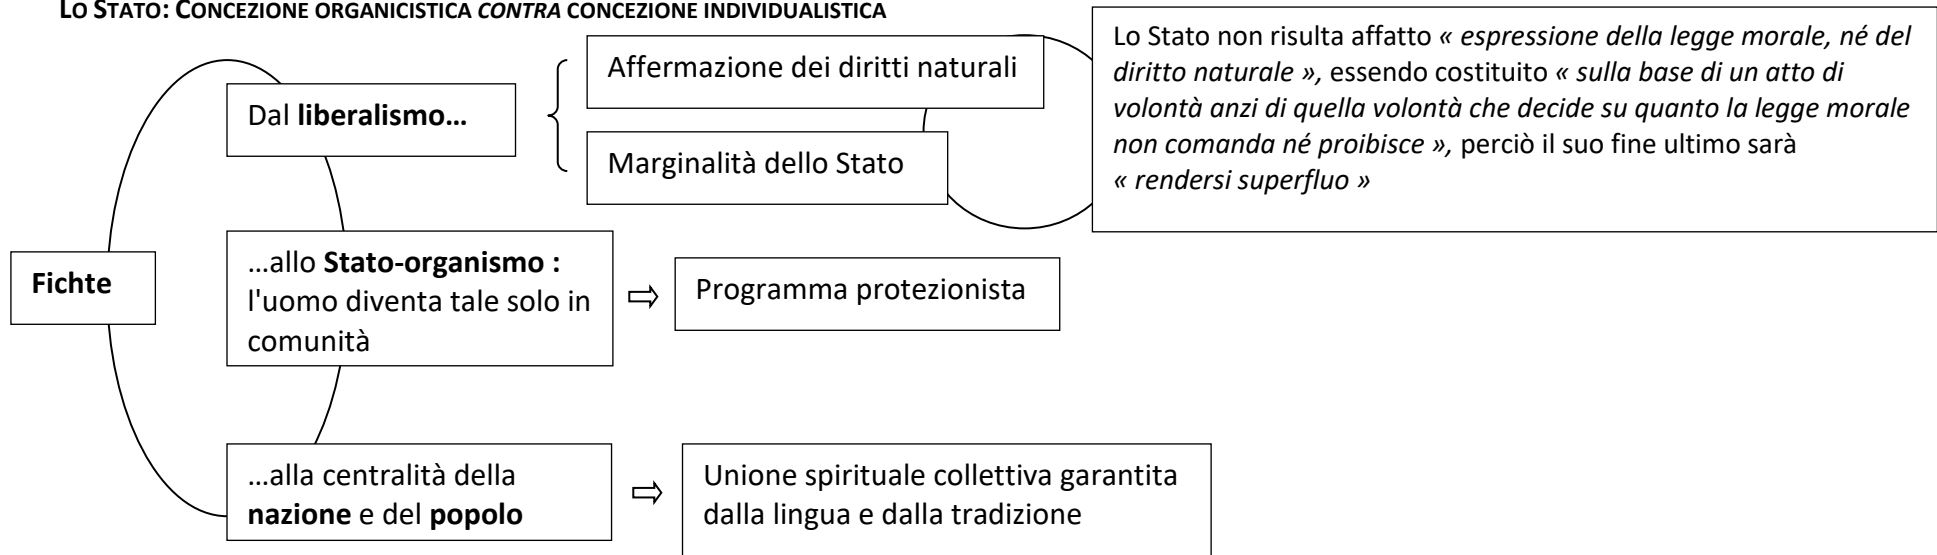 LO STATO: CONCEZIONE ORGANICISTICA CONTRA CONCEZIONE INDIVIDUALISTICA
Fichte
Dal liberalismo…
Affermazione dei diritti naturali
Marginalità dello Stato
Lo Stato non risulta affatto « espressione della legge morale, né del
diritto naturale », essendo costituito « sulla base di un atto di
volontà anzi di quella volontà che decide su quanto la legge morale
non comanda né proibisce », perciò il suo fine ultimo sarà
« rendersi superfluo »
…allo Stato-organismo :
l'uomo diventa tale solo in
comunità
Programma protezionista
…alla centralità della
nazione e del popolo
Unione spirituale collettiva garantita
dalla lingua e dalla tradizione